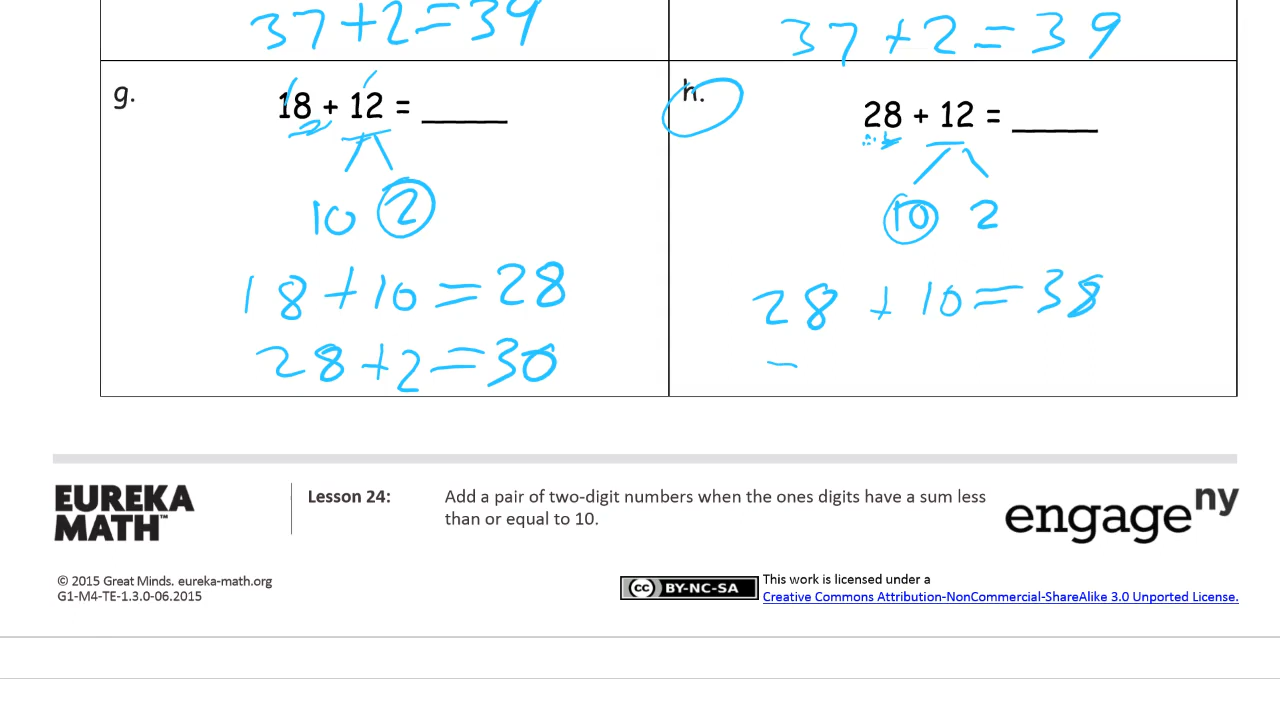 37+2=39
37+2=39
g.
18 + 12 = _____
10 2
18+10=28
28+2=30
h.
28 + 12 = _____
10 2
28+10=38
EUREKA
MATH™
Lesson 24:
Add a pair of two-digit numbers when the ones digits have a sum less
than or equal to 10.
engage ny
© 2015 Great Minds. eureka-math.org
G1-M4-TE-1.3.0-06.2015
cc BY-NC-SA
This work is licensed under a
Creative Commons Attribution-NonCommercial-ShareAlike 3.0 Unported License.